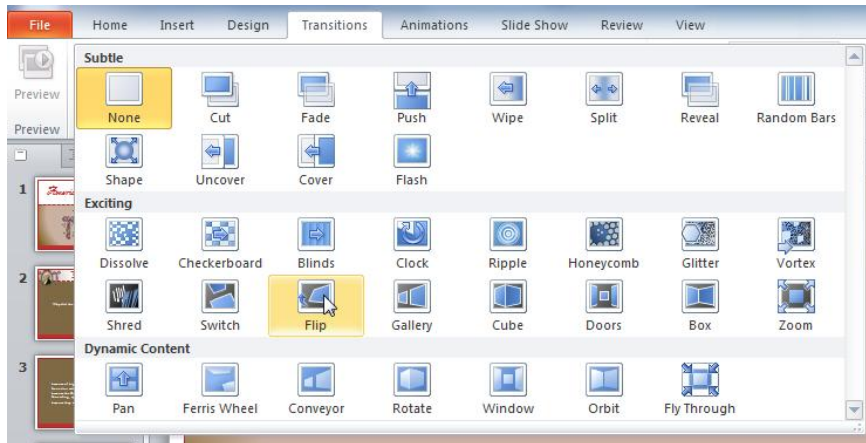 File Home Insert Design Transitions Animations Slide Show Review View
Subtle
Preview
None Cut Fade Push Wipe Split Reveal Random Bars
Preview
Shape Uncover Cover Flash
1
Exciting
Dissolve Checkerboard Blinds Clock Ripple Honeycomb Glitter Vortex
2
Shred Switch Flip Gallery Cube Doors Box Zoom
Dynamic Content
3
Pan Ferris Wheel Conveyor Rotate Window Orbit Fly Through